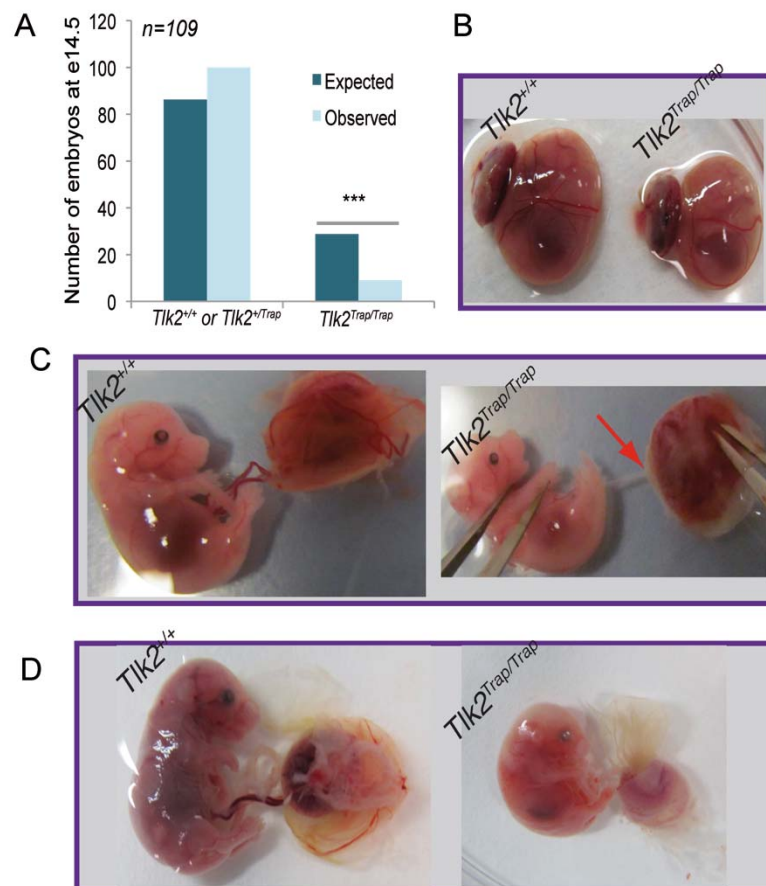 A
n=109
Number of embryos at e14.5
120
100
80
60
40
20
0
Expected
Observed
***
Tlk2+/+ or Tlk2+/Trap
Tlk2Trap/Trap
B
Tlk2+/+
Tlk2Trap/Trap
C
Tlk2+/+
Tlk2Trap/Trap
D
Tlk2+/+
Tlk2Trap/Trap